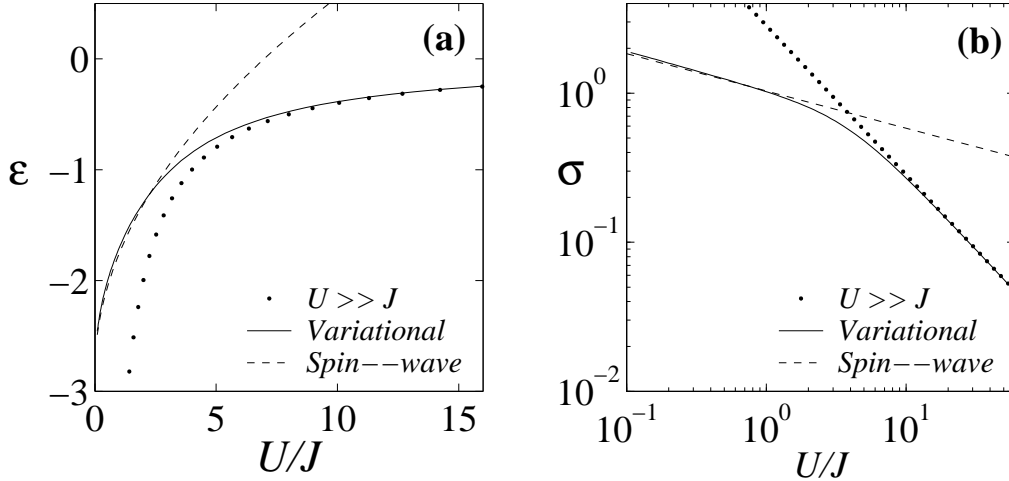 (a)
0
-1
-2
-3
ε
0 5 10 15
U/J
U >> J
Variational
Spin--wave
(b)
10^0
10^-1
10^-2
σ
10^-1 10^0 10^1
U/J
U >> J
Variational
Spin--wave